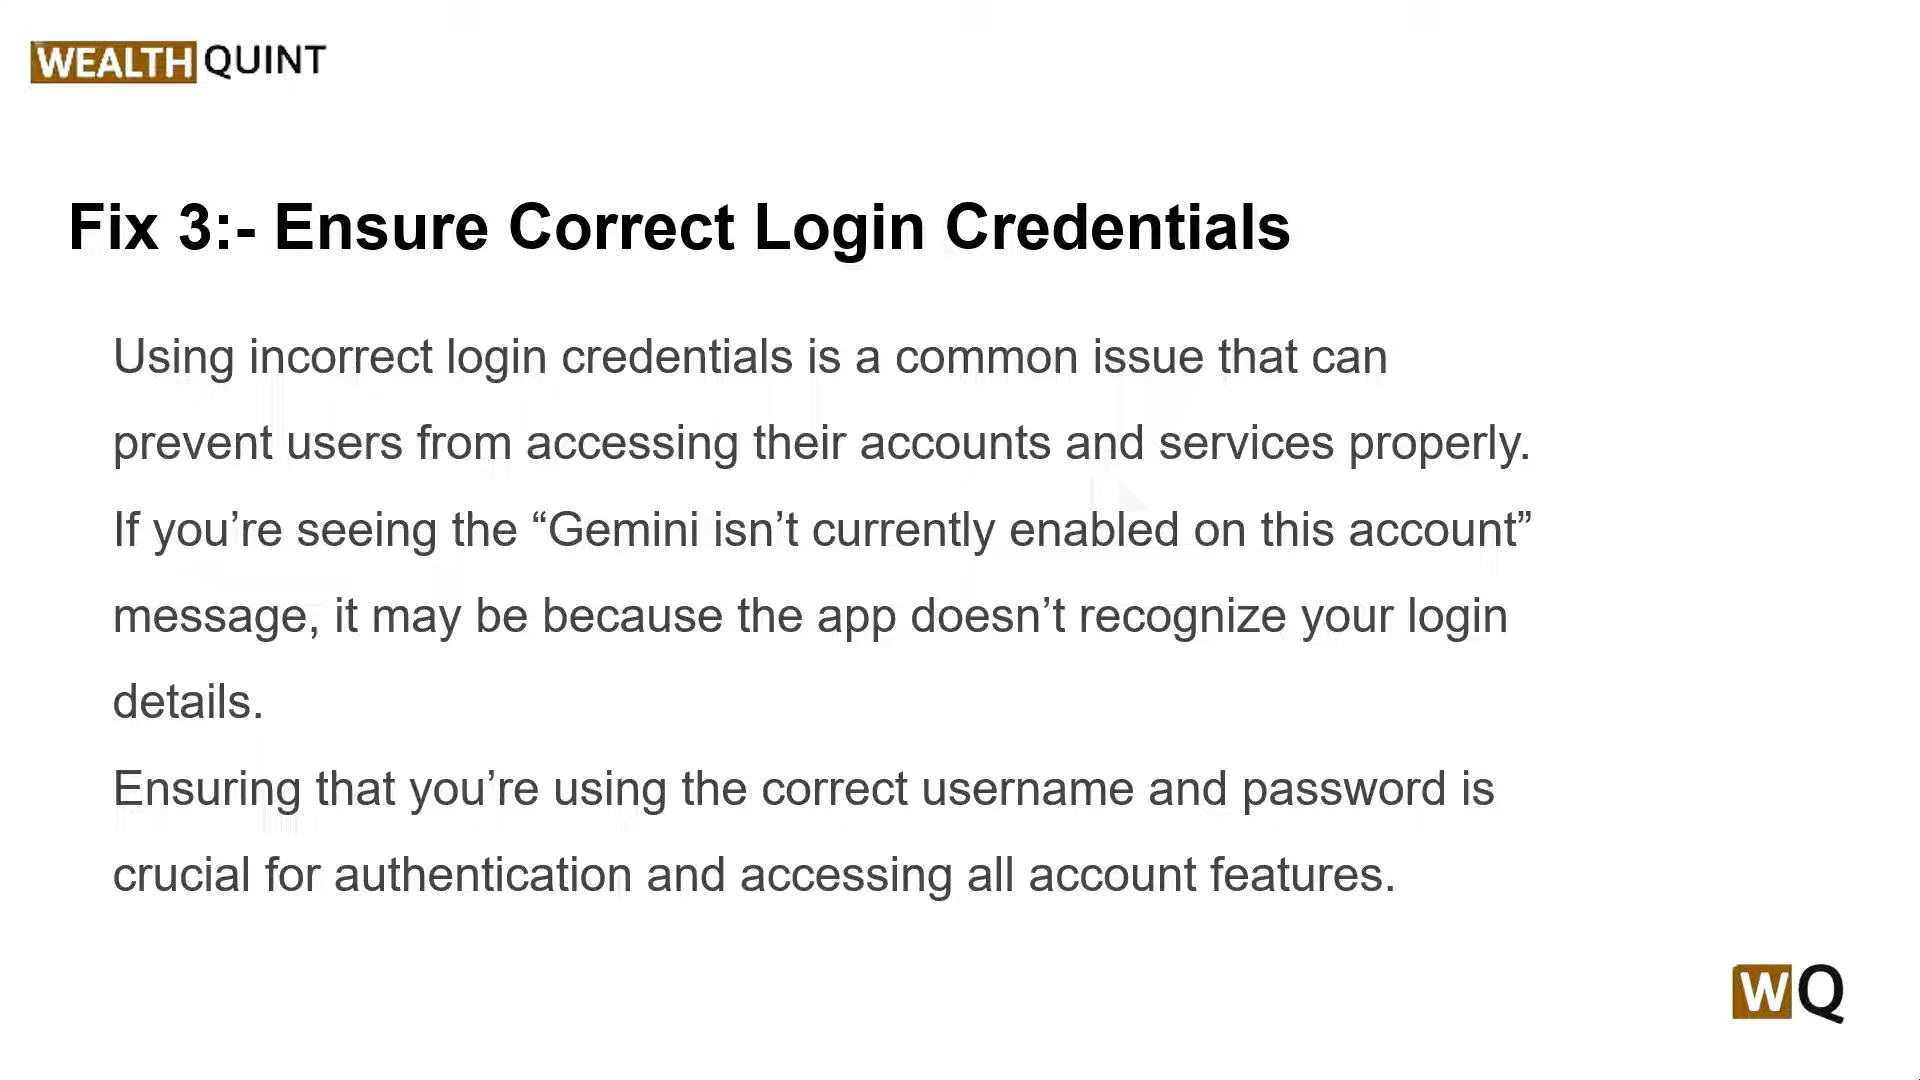 WEALTH QUINT
Fix 3:- Ensure Correct Login Credentials
Using incorrect login credentials is a common issue that can
prevent users from accessing their accounts and services properly.
If you’re seeing the “Gemini isn’t currently enabled on this account”
message, it may be because the app doesn’t recognize your login
details.
Ensuring that you’re using the correct username and password is
crucial for authentication and accessing all account features.
WQ